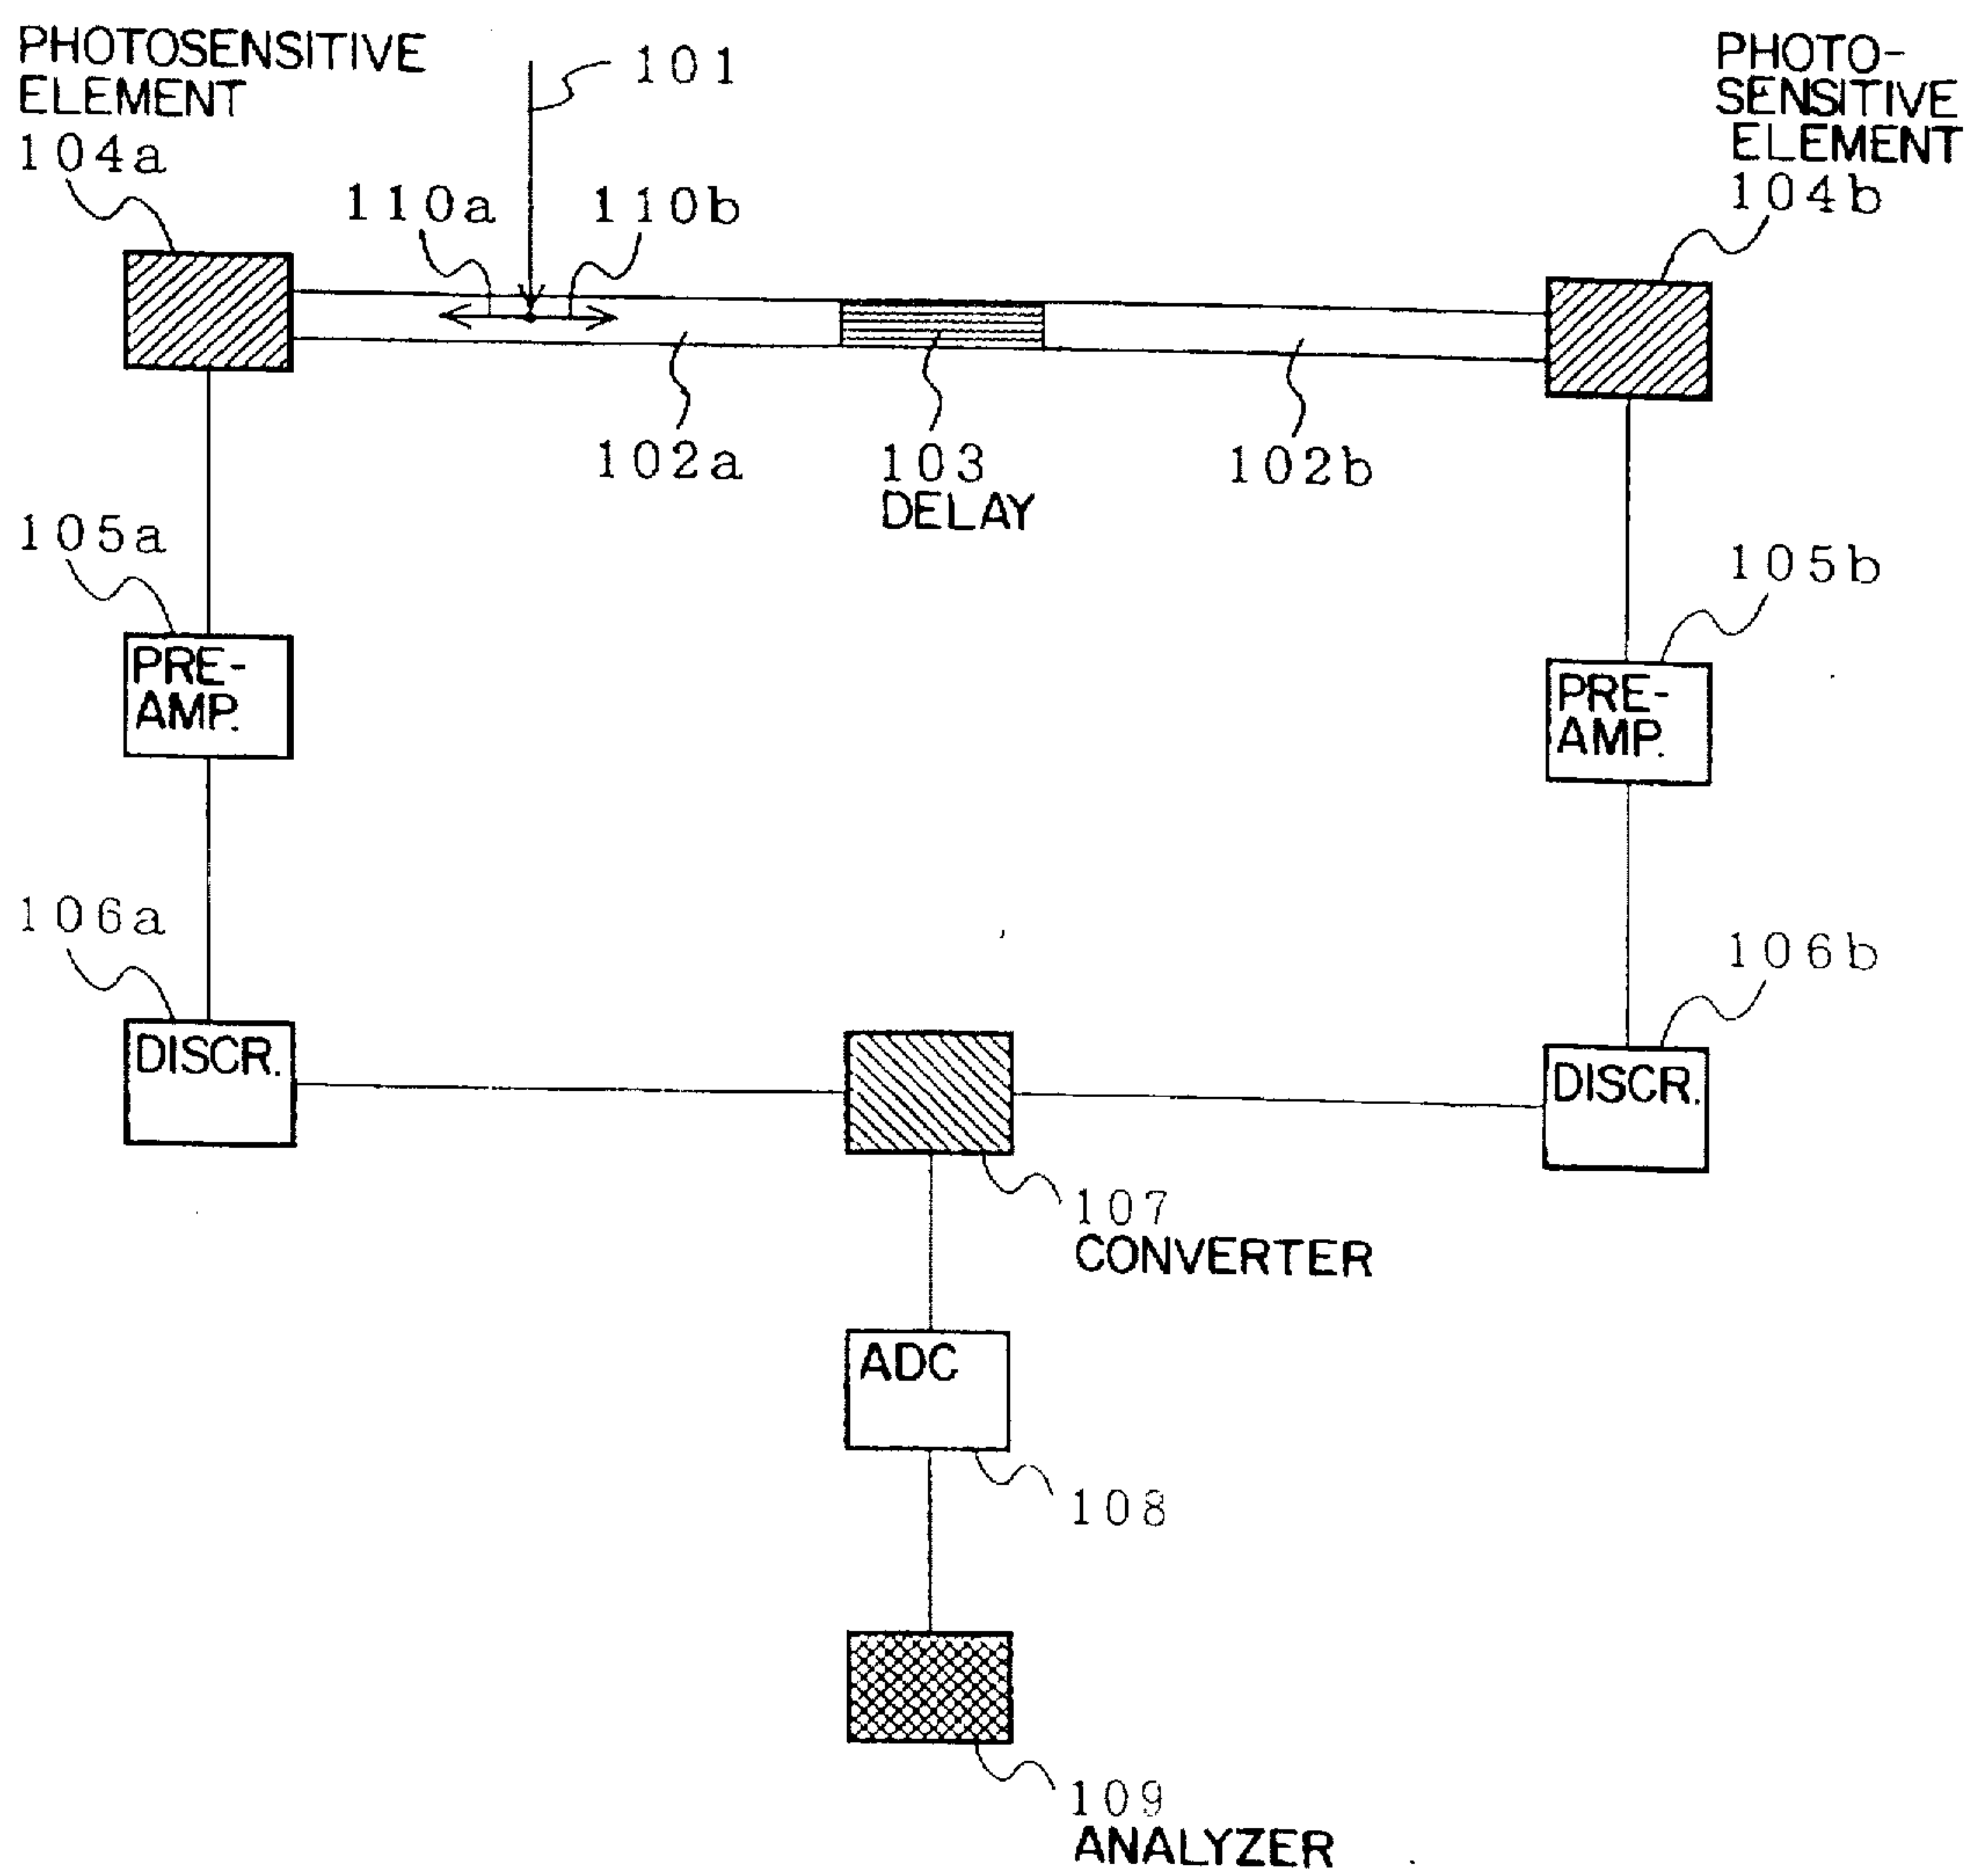 PHOTOSENSITIVE
ELEMENT
104a
101
110a
110b
PHOTO-
SENSITIVE
ELEMENT
104b
102a
103
DELAY
102b
105a
PRE-
AMP.
105b
PRE-
AMP.
106a
DISCR.
106b
DISCR.
107
CONVERTER
ADC
108
109
ANALYZER